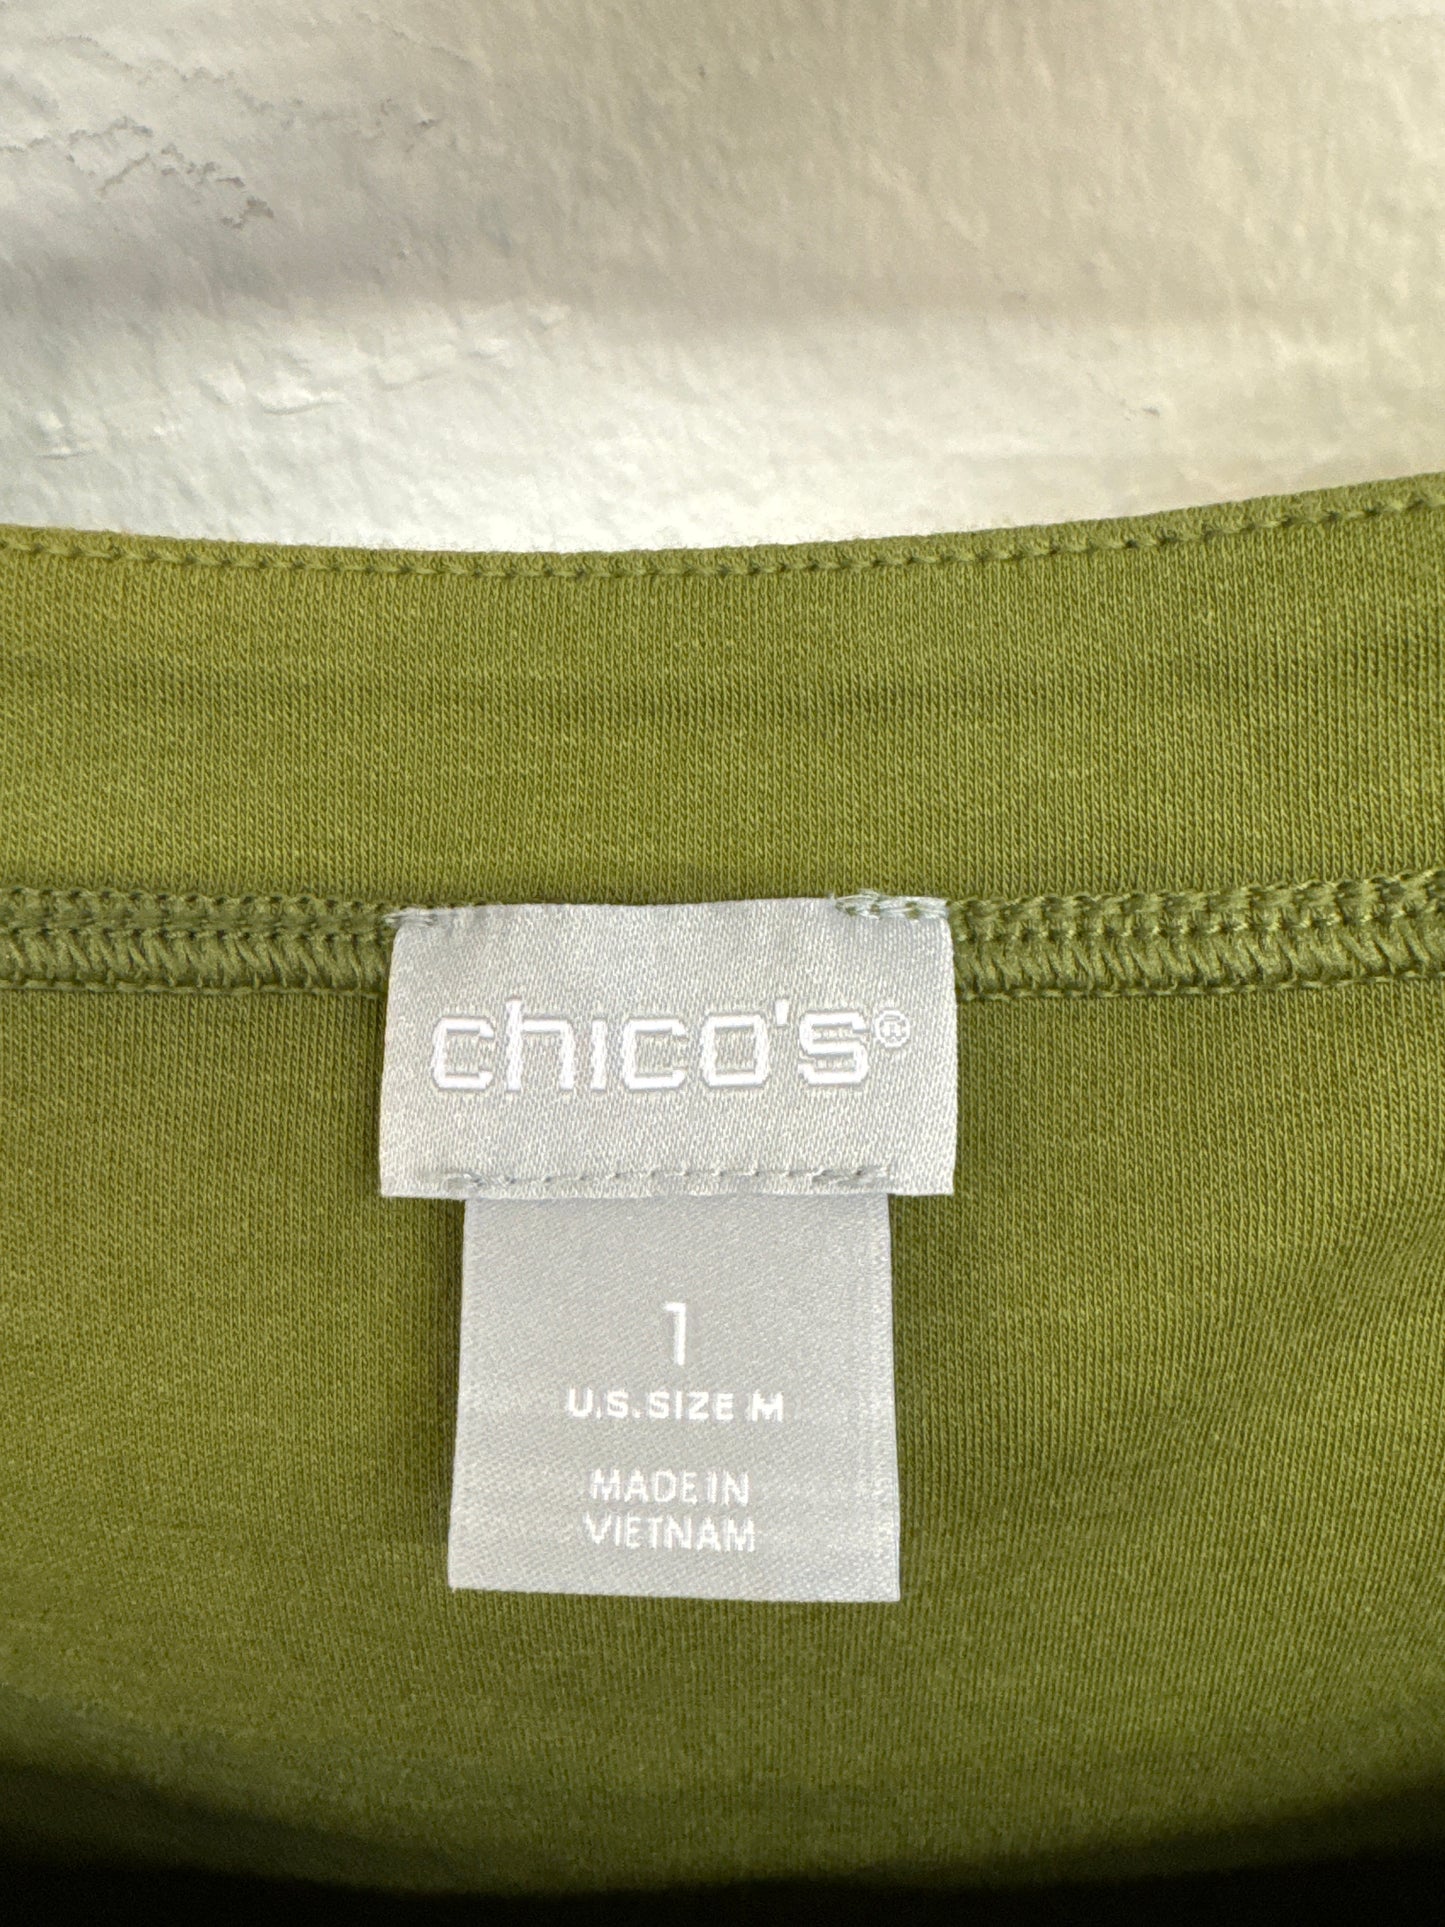 chico's®
1
U.S. SIZE M
MADE IN
VIETNAM